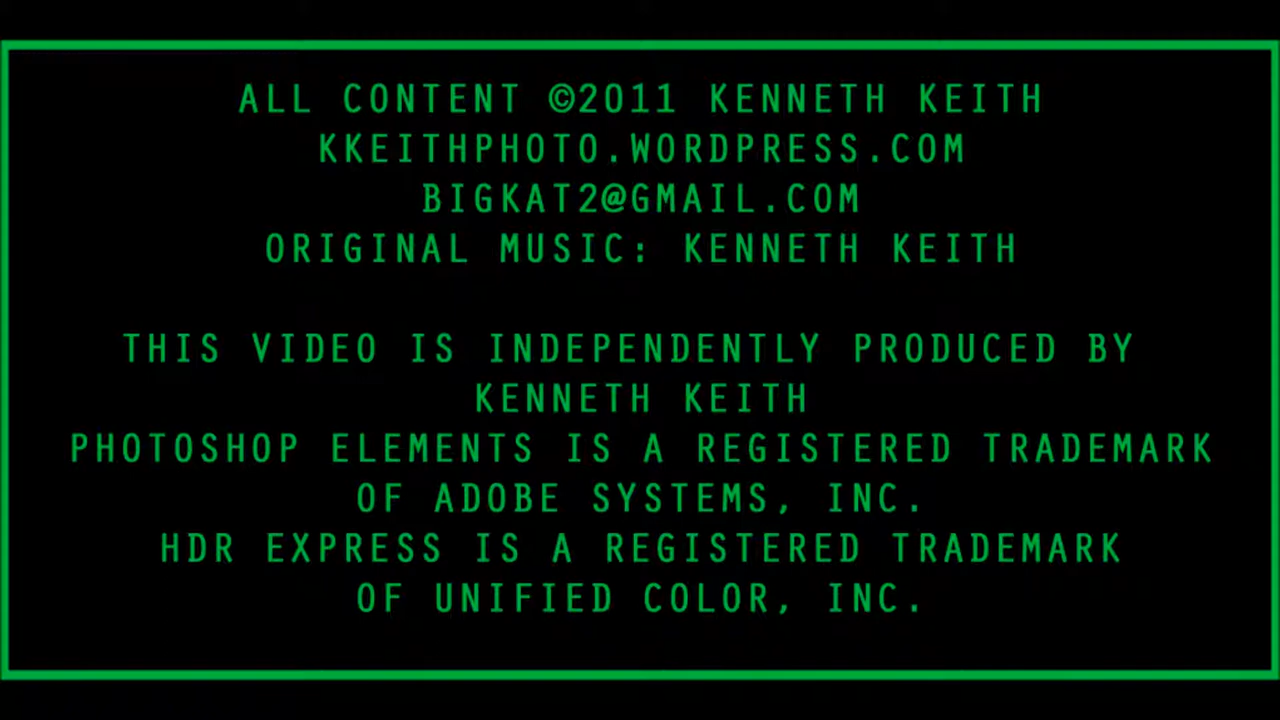 ALL CONTENT ©2011 KENNETH KEITH
KKEITHPHOTO.WORDPRESS.COM
BIGKAT2@GMAIL.COM
ORIGINAL MUSIC: KENNETH KEITH
THIS VIDEO IS INDEPENDENTLY PRODUCED BY
KENNETH KEITH
PHOTOSHOP ELEMENTS IS A REGISTERED TRADEMARK
OF ADOBE SYSTEMS, INC.
HDR EXPRESS IS A REGISTERED TRADEMARK
OF UNIFIED COLOR, INC.